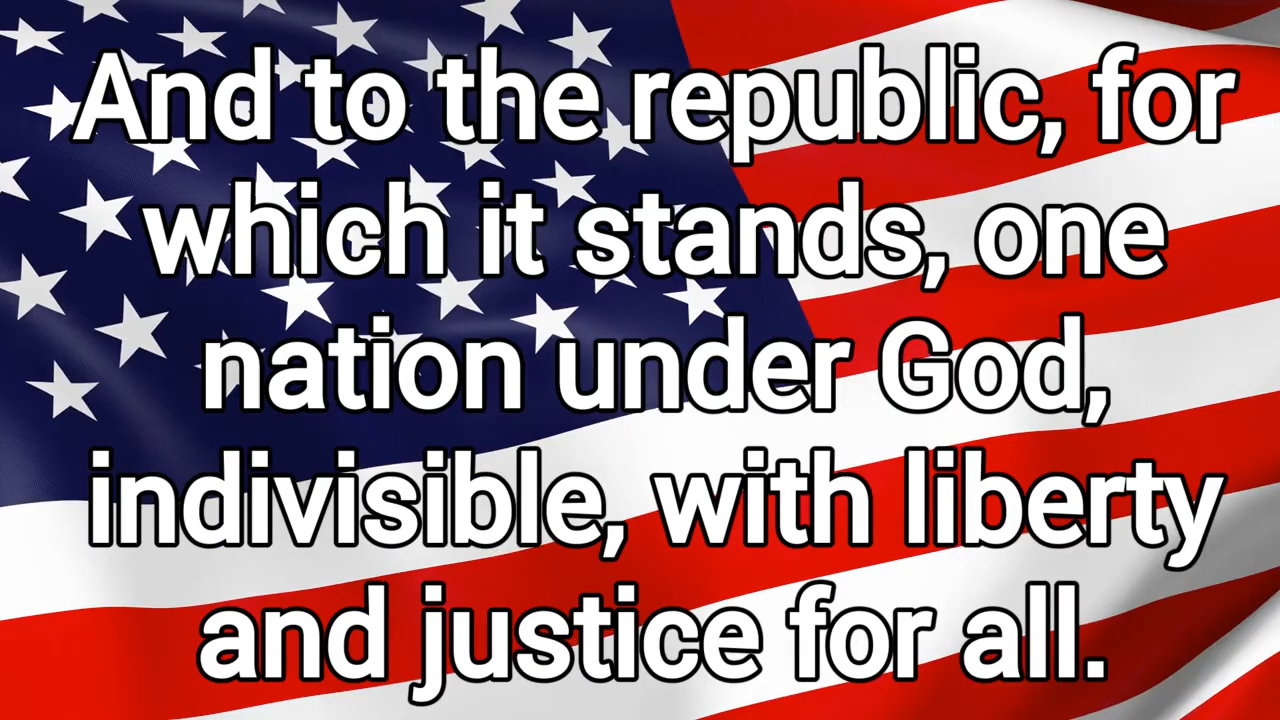 And to the republic, for
which it stands, one
nation under God,
indivisible, with liberty
and justice for all.